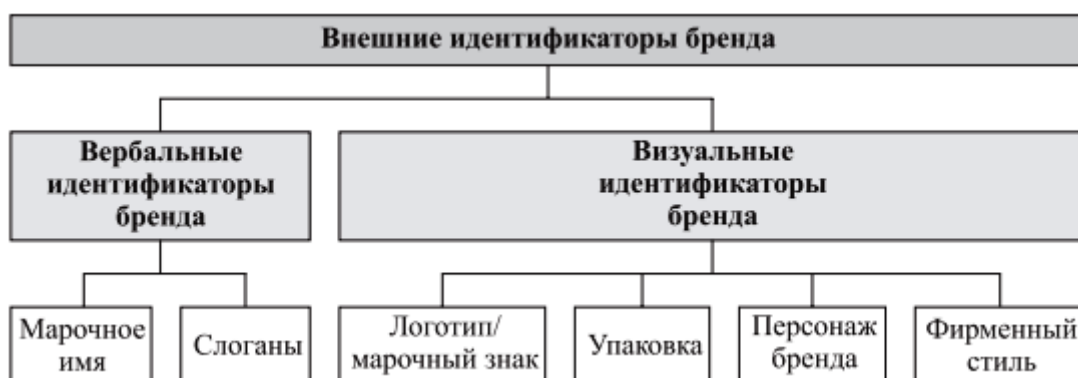 Внешние идентификаторы бренда
Вербальные
идентификаторы
бренда
Визуальные
идентификаторы
бренда
Марочное
имя
Слоганы
Логотип/
марочный знак
Упаковка
Персонаж
бренда
Фирменный
стиль